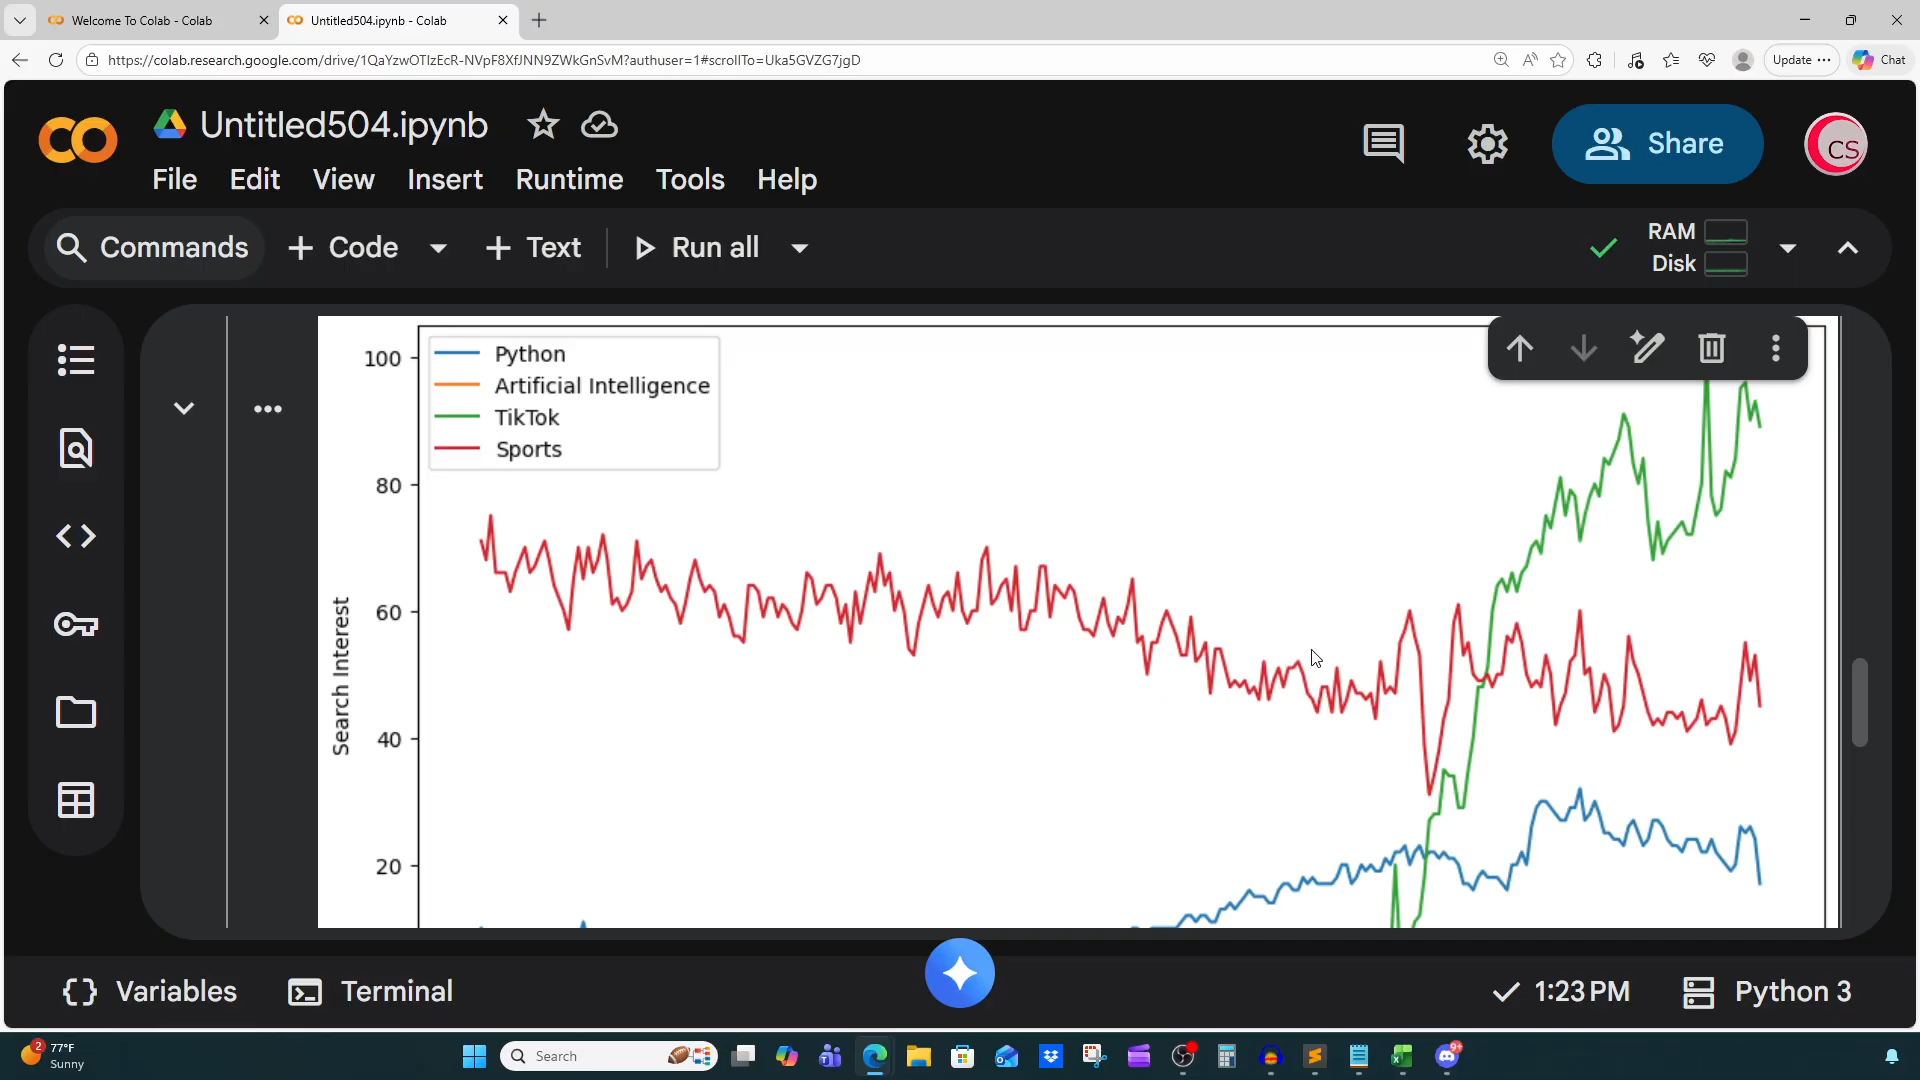 Welcome To Colab - Colab
Untitled504.ipynb - Colab
https://colab.research.google.com/drive/1QaYzwOTIzEcR-NVpF8XfJNN9ZWkGnSvM?authuser=1#scrollTo=Uka5GVZG7jgD
Update
Chat
Untitled504.ipynb
File Edit View Insert Runtime Tools Help
Share
CS
Commands + Code + Text Run all
RAM
Disk
100
80
60
40
20
Search Interest
Python
Artificial Intelligence
TikTok
Sports
Variables Terminal
1:23 PM Python 3
2
77°F
Sunny
Search
9+